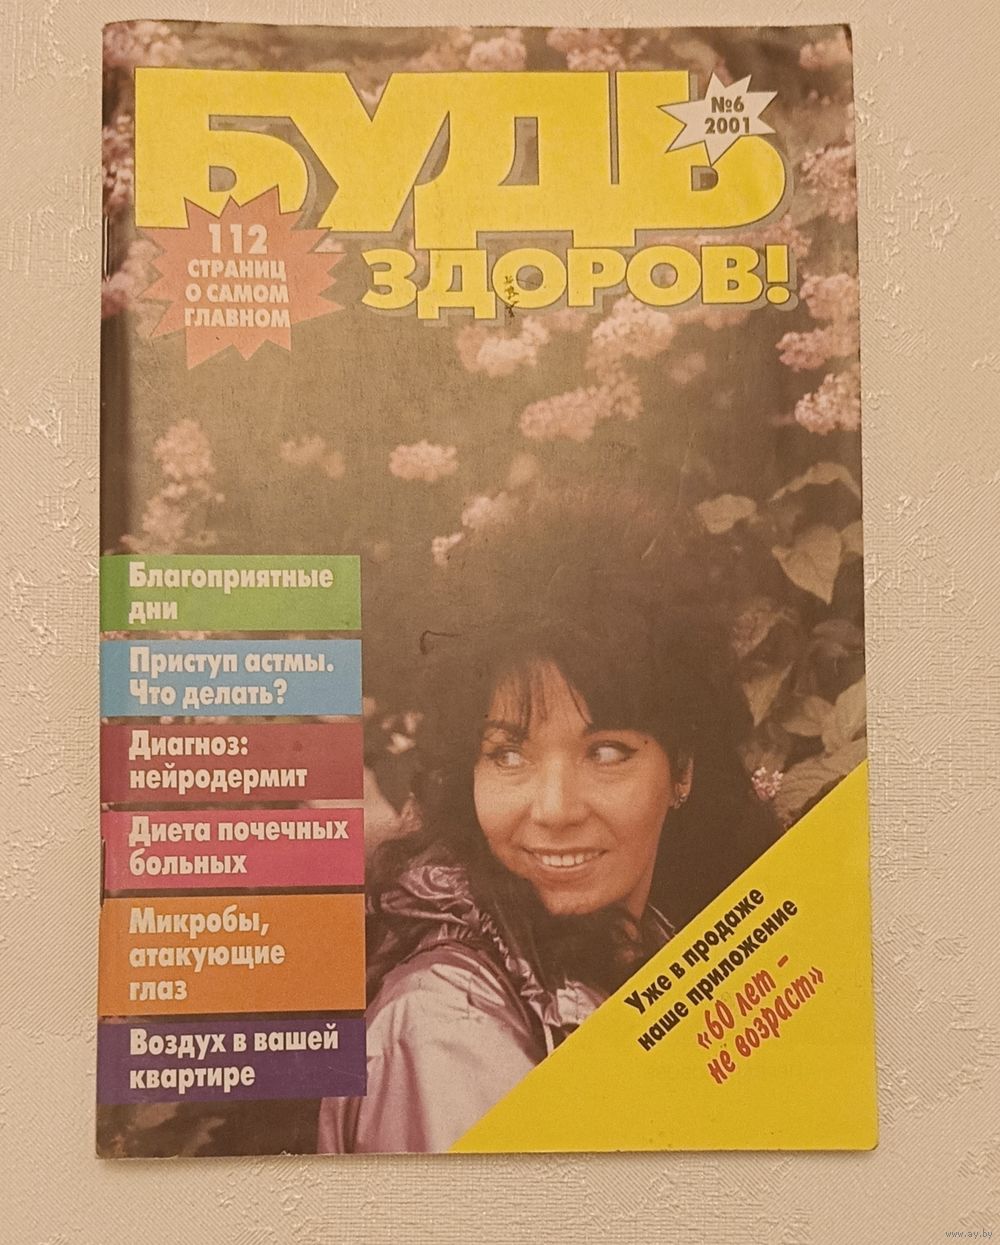 БУДЬ
№6
2001
ЗДОРОВ!
112
СТРАНИЦ
О САМОМ
ГЛАВНОМ
Благоприятные
дни
Приступ астмы.
Что делать?
Диагноз:
нейродермит
Диета почечных
больных
Микробы,
атакующие
глаз
Воздух в вашей
квартире
Уже в продаже
наше приложение
«60 лет –
не возраст»
www.ay.by